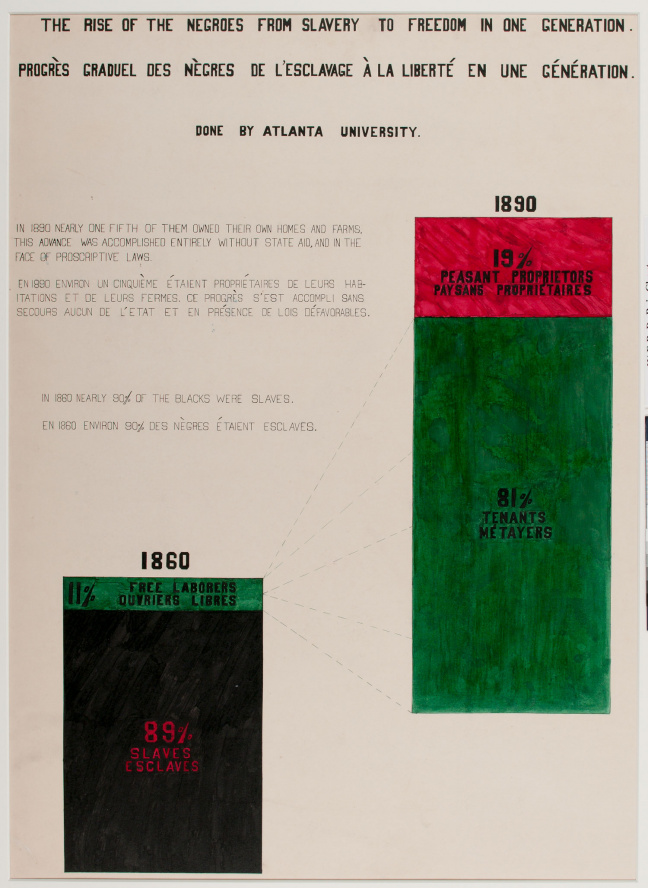 THE RISE OF THE NEGROES FROM SLAVERY TO FREEDOM IN ONE GENERATION.
PROGRÈS GRADUEL DES NÈGRES DE L'ESCLAVAGE À LA LIBERTÉ EN UNE GÉNÉRATION.
DONE BY ATLANTA UNIVERSITY.
IN 1890 NEARLY ONE FIFTH OF THEM OWNED THEIR OWN HOMES AND FARMS.
THIS ADVANCE WAS ACCOMPLISHED ENTIRELY WITHOUT STATE AID, AND IN THE
FACE OF PROSCRIPTIVE LAWS.
EN 1890 ENVIRON UN CINQUIÈME ÉTAIENT PROPRIÉTAIRES DE LEURS HAB-
ITATIONS ET DE LEURS FERMES. CE PROGRÈS S'EST ACCOMPLI SANS
SECOURS AUCUN DE L'ETAT ET EN PRÉSENCE DE LOIS DÉFAVORABLES.
IN 1860 NEARLY 90% OF THE BLACKS WERE SLAVES.
EN 1860 ENVIRON 90% DES NÈGRES ÉTAIENT ESCLAVES.
1890
19%
PEASANT PROPRIETORS
PAYSANS PROPRIÉTAIRES
81%
TENANTS
MÉTAYERS
1860
11% FREE LABORERS
OUVRIERS LIBRES
89%
SLAVES
ESCLAVES